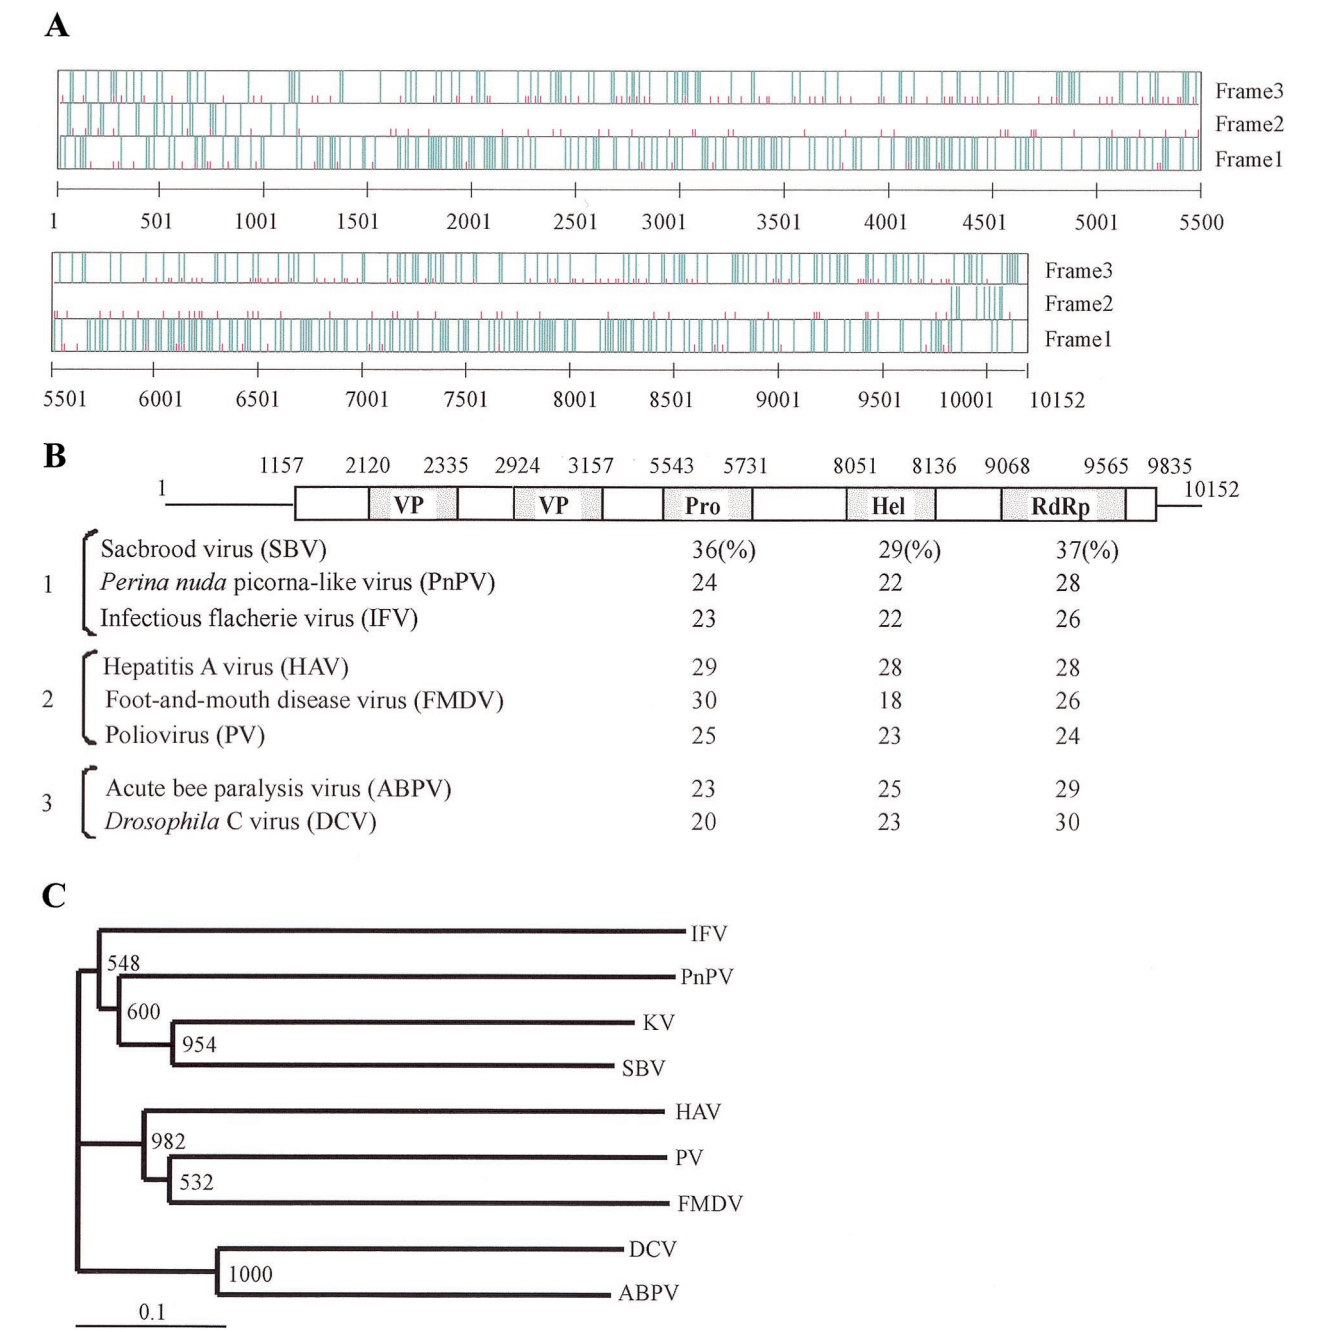 A
Frame3
Frame2
Frame1
1 501 1001 1501 2001 2501 3001 3501 4001 4501 5001 5500
Frame3
Frame2
Frame1
5501 6001 6501 7001 7501 8001 8501 9001 9501 10001 10152
B
1157 2120 2335 2924 3157 5543 5731 8051 8136 9068 9565 9835
1 10152
VP VP Pro Hel RdRp
Sacbrood virus (SBV) 36(%) 29(%) 37(%)
1 Perina nuda picorna-like virus (PnPV) 24 22 28
Infectious flacherie virus (IFV) 23 22 26
Hepatitis A virus (HAV) 29 28 28
2 Foot-and-mouth disease virus (FMDV) 30 18 26
Poliovirus (PV) 25 23 24
Acute bee paralysis virus (ABPV) 23 25 29
3
Drosophila C virus (DCV) 20 23 30
C
IFV
548
PnPV
600
KV
954
SBV
HAV
982
PV
532
FMDV
DCV
1000
ABPV
0.1